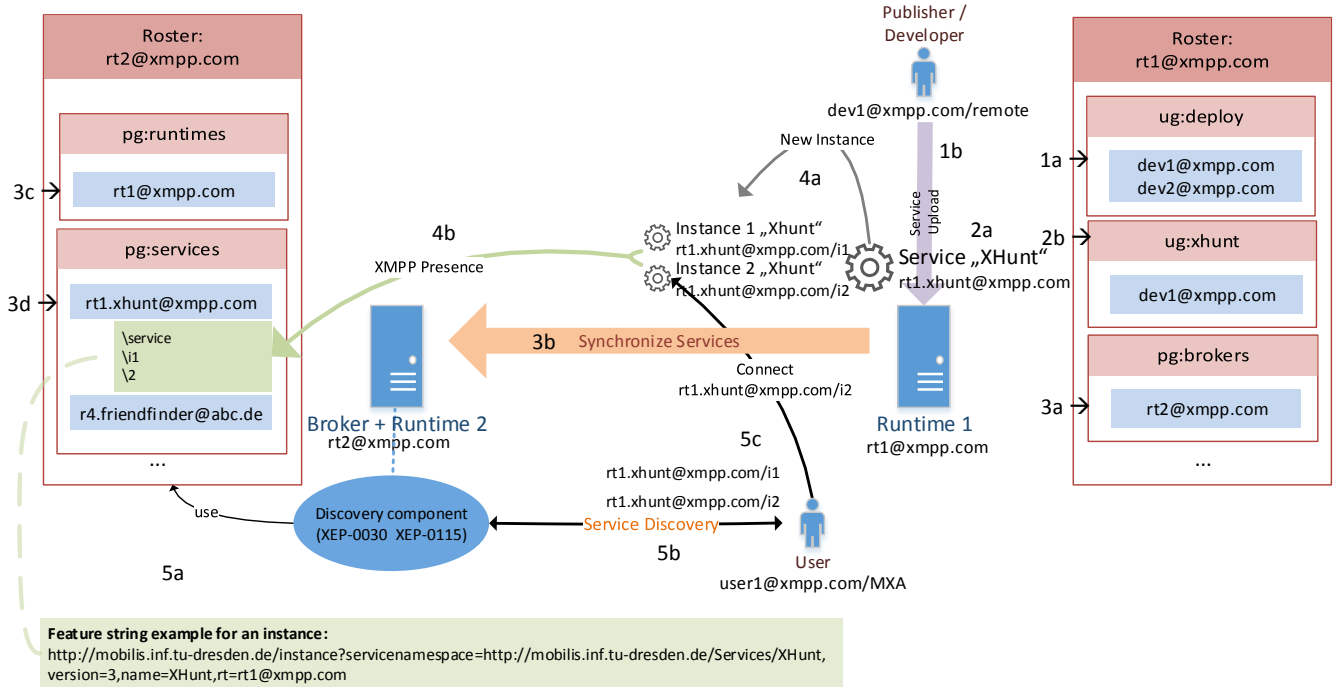 Roster:
rt2@xmpp.com
pg:runtimes
3c
rt1@xmpp.com
pg:services
3d
rt1.xhunt@xmpp.com
\service
\i1
\2
r4.friendfinder@abc.de
...
use
5a
Publisher /
Developer
dev1@xmpp.com/remote
New Instance
1b
4a
Service
Upload
2a
4b
XMPP Presence
Instance 1 „Xhunt“
rt1.xhunt@xmpp.com/i1
Instance 2 „Xhunt“
rt1.xhunt@xmpp.com/i2
Service „XHunt“
rt1.xhunt@xmpp.com
3b
Synchronize Services
Connect
rt1.xhunt@xmpp.com/i2
Broker + Runtime 2
rt2@xmpp.com
Runtime 1
rt1@xmpp.com
5c
rt1.xhunt@xmpp.com/i1
rt1.xhunt@xmpp.com/i2
Discovery component
(XEP-0030 XEP-0115)
Service Discovery
5b
User
user1@xmpp.com/MXA
Roster:
rt1@xmpp.com
ug:deploy
1a
dev1@xmpp.com
dev2@xmpp.com
2b
ug:xhunt
dev1@xmpp.com
pg:brokers
3a
rt2@xmpp.com
...
Feature string example for an instance:
http://mobilis.inf.tu-dresden.de/instance?servicenamespace=http://mobilis.inf.tu-dresden.de/Services/XHunt,
version=3,name=XHunt,rt=rt1@xmpp.com